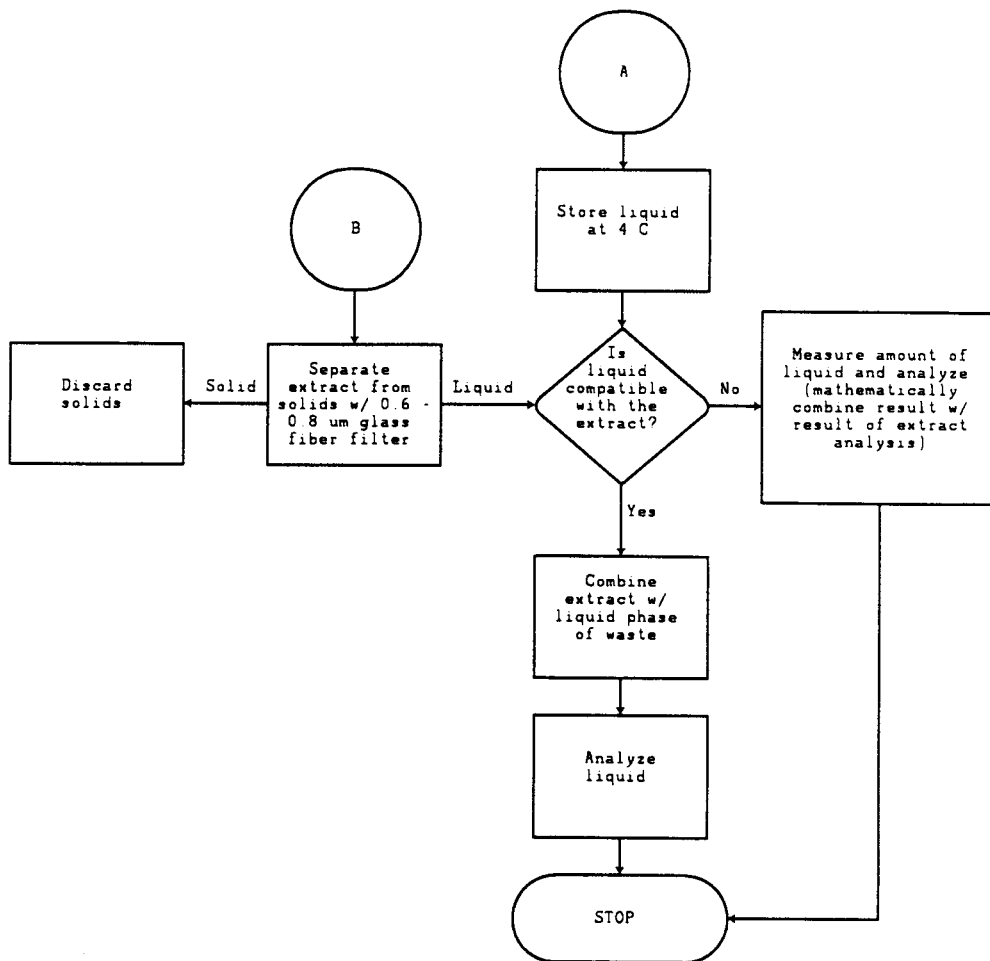 A
Store liquid
at 4 C
B
Discard
solids
Solid
Separate
extract from
solids w/ 0.6 -
0.8 um glass
fiber filter
Liquid
Is
liquid
compatible
with the
extract?
No
Measure amount of
liquid and analyze
(mathematically
combine result w/
result of extract
analysis)
Yes
Combine
extract w/
liquid phase
of waste
Analyze
liquid
STOP